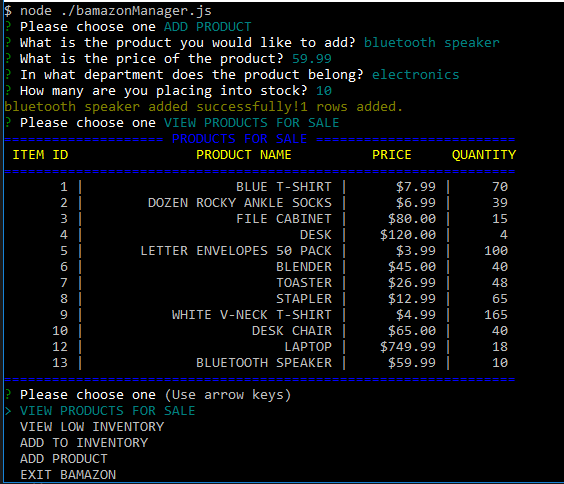 $ node ./bamazonManager.js
? Please choose one ADD PRODUCT
? What is the product you would like to add? bluetooth speaker
? What is the price of the product? 59.99
? In what department does the product belong? electronics
? How many are you placing into stock? 10
bluetooth speaker added successfully!1 rows added.
? Please choose one VIEW PRODUCTS FOR SALE
==================== PRODUCTS FOR SALE =========================
ITEM ID PRODUCT NAME PRICE QUANTITY
================================================================
1 | BLUE T-SHIRT | $7.99 | 70
2 | DOZEN ROCKY ANKLE SOCKS | $6.99 | 39
3 | FILE CABINET | $80.00 | 15
4 | DESK | $120.00 | 4
5 | LETTER ENVELOPES 50 PACK | $3.99 | 100
6 | BLENDER | $45.00 | 40
7 | TOASTER | $26.99 | 48
8 | STAPLER | $12.99 | 65
9 | WHITE V-NECK T-SHIRT | $4.99 | 165
10 | DESK CHAIR | $65.00 | 40
12 | LAPTOP | $749.99 | 18
13 | BLUETOOTH SPEAKER | $59.99 | 10
================================================================
? Please choose one (Use arrow keys)
> VIEW PRODUCTS FOR SALE
VIEW LOW INVENTORY
ADD TO INVENTORY
ADD PRODUCT
EXIT BAMAZON